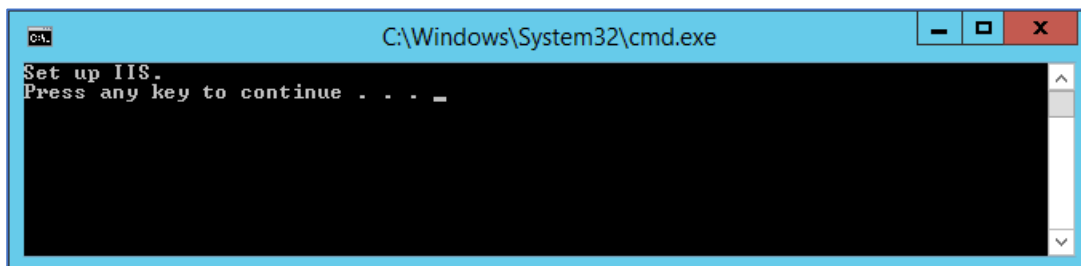 C:\Windows\System32\cmd.exe
Set up IIS.
Press any key to continue . . . _